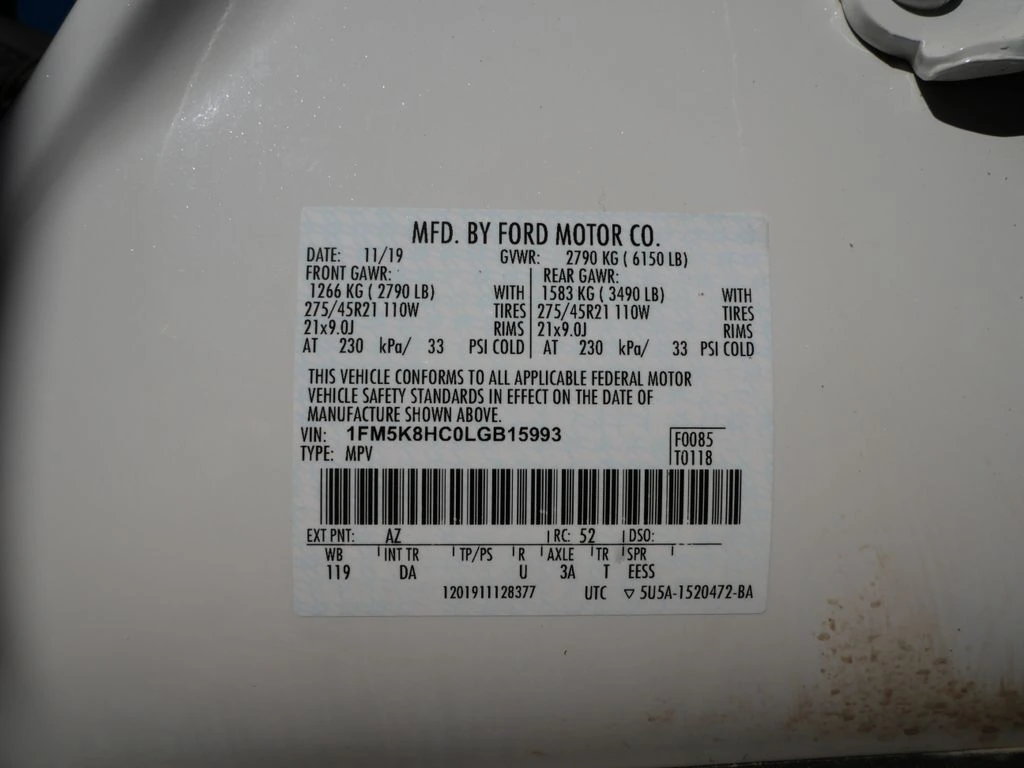 MFD. BY FORD MOTOR CO.
DATE: 11/19 GVWR: 2790 KG ( 6150 LB)
FRONT GAWR: REAR GAWR:
1266 KG ( 2790 LB) WITH 1583 KG ( 3490 LB) WITH
275/45R21 110W TIRES 275/45R21 110W TIRES
21x9.0J RIMS 21x9.0J RIMS
AT 230 kPa/ 33 PSI COLD AT 230 kPa/ 33 PSI COLD
THIS VEHICLE CONFORMS TO ALL APPLICABLE FEDERAL MOTOR
VEHICLE SAFETY STANDARDS IN EFFECT ON THE DATE OF
MANUFACTURE SHOWN ABOVE.
VIN: 1FM5K8HC0LGB15993 F0085
TYPE: MPV T0118
EXT PNT: AZ RC: 52 DSO:
WB INT TR TP/PS R AXLE TR SPR
119 DA U 3A T EESS
1201911128377 UTC ▽ 5U5A-1520472-BA